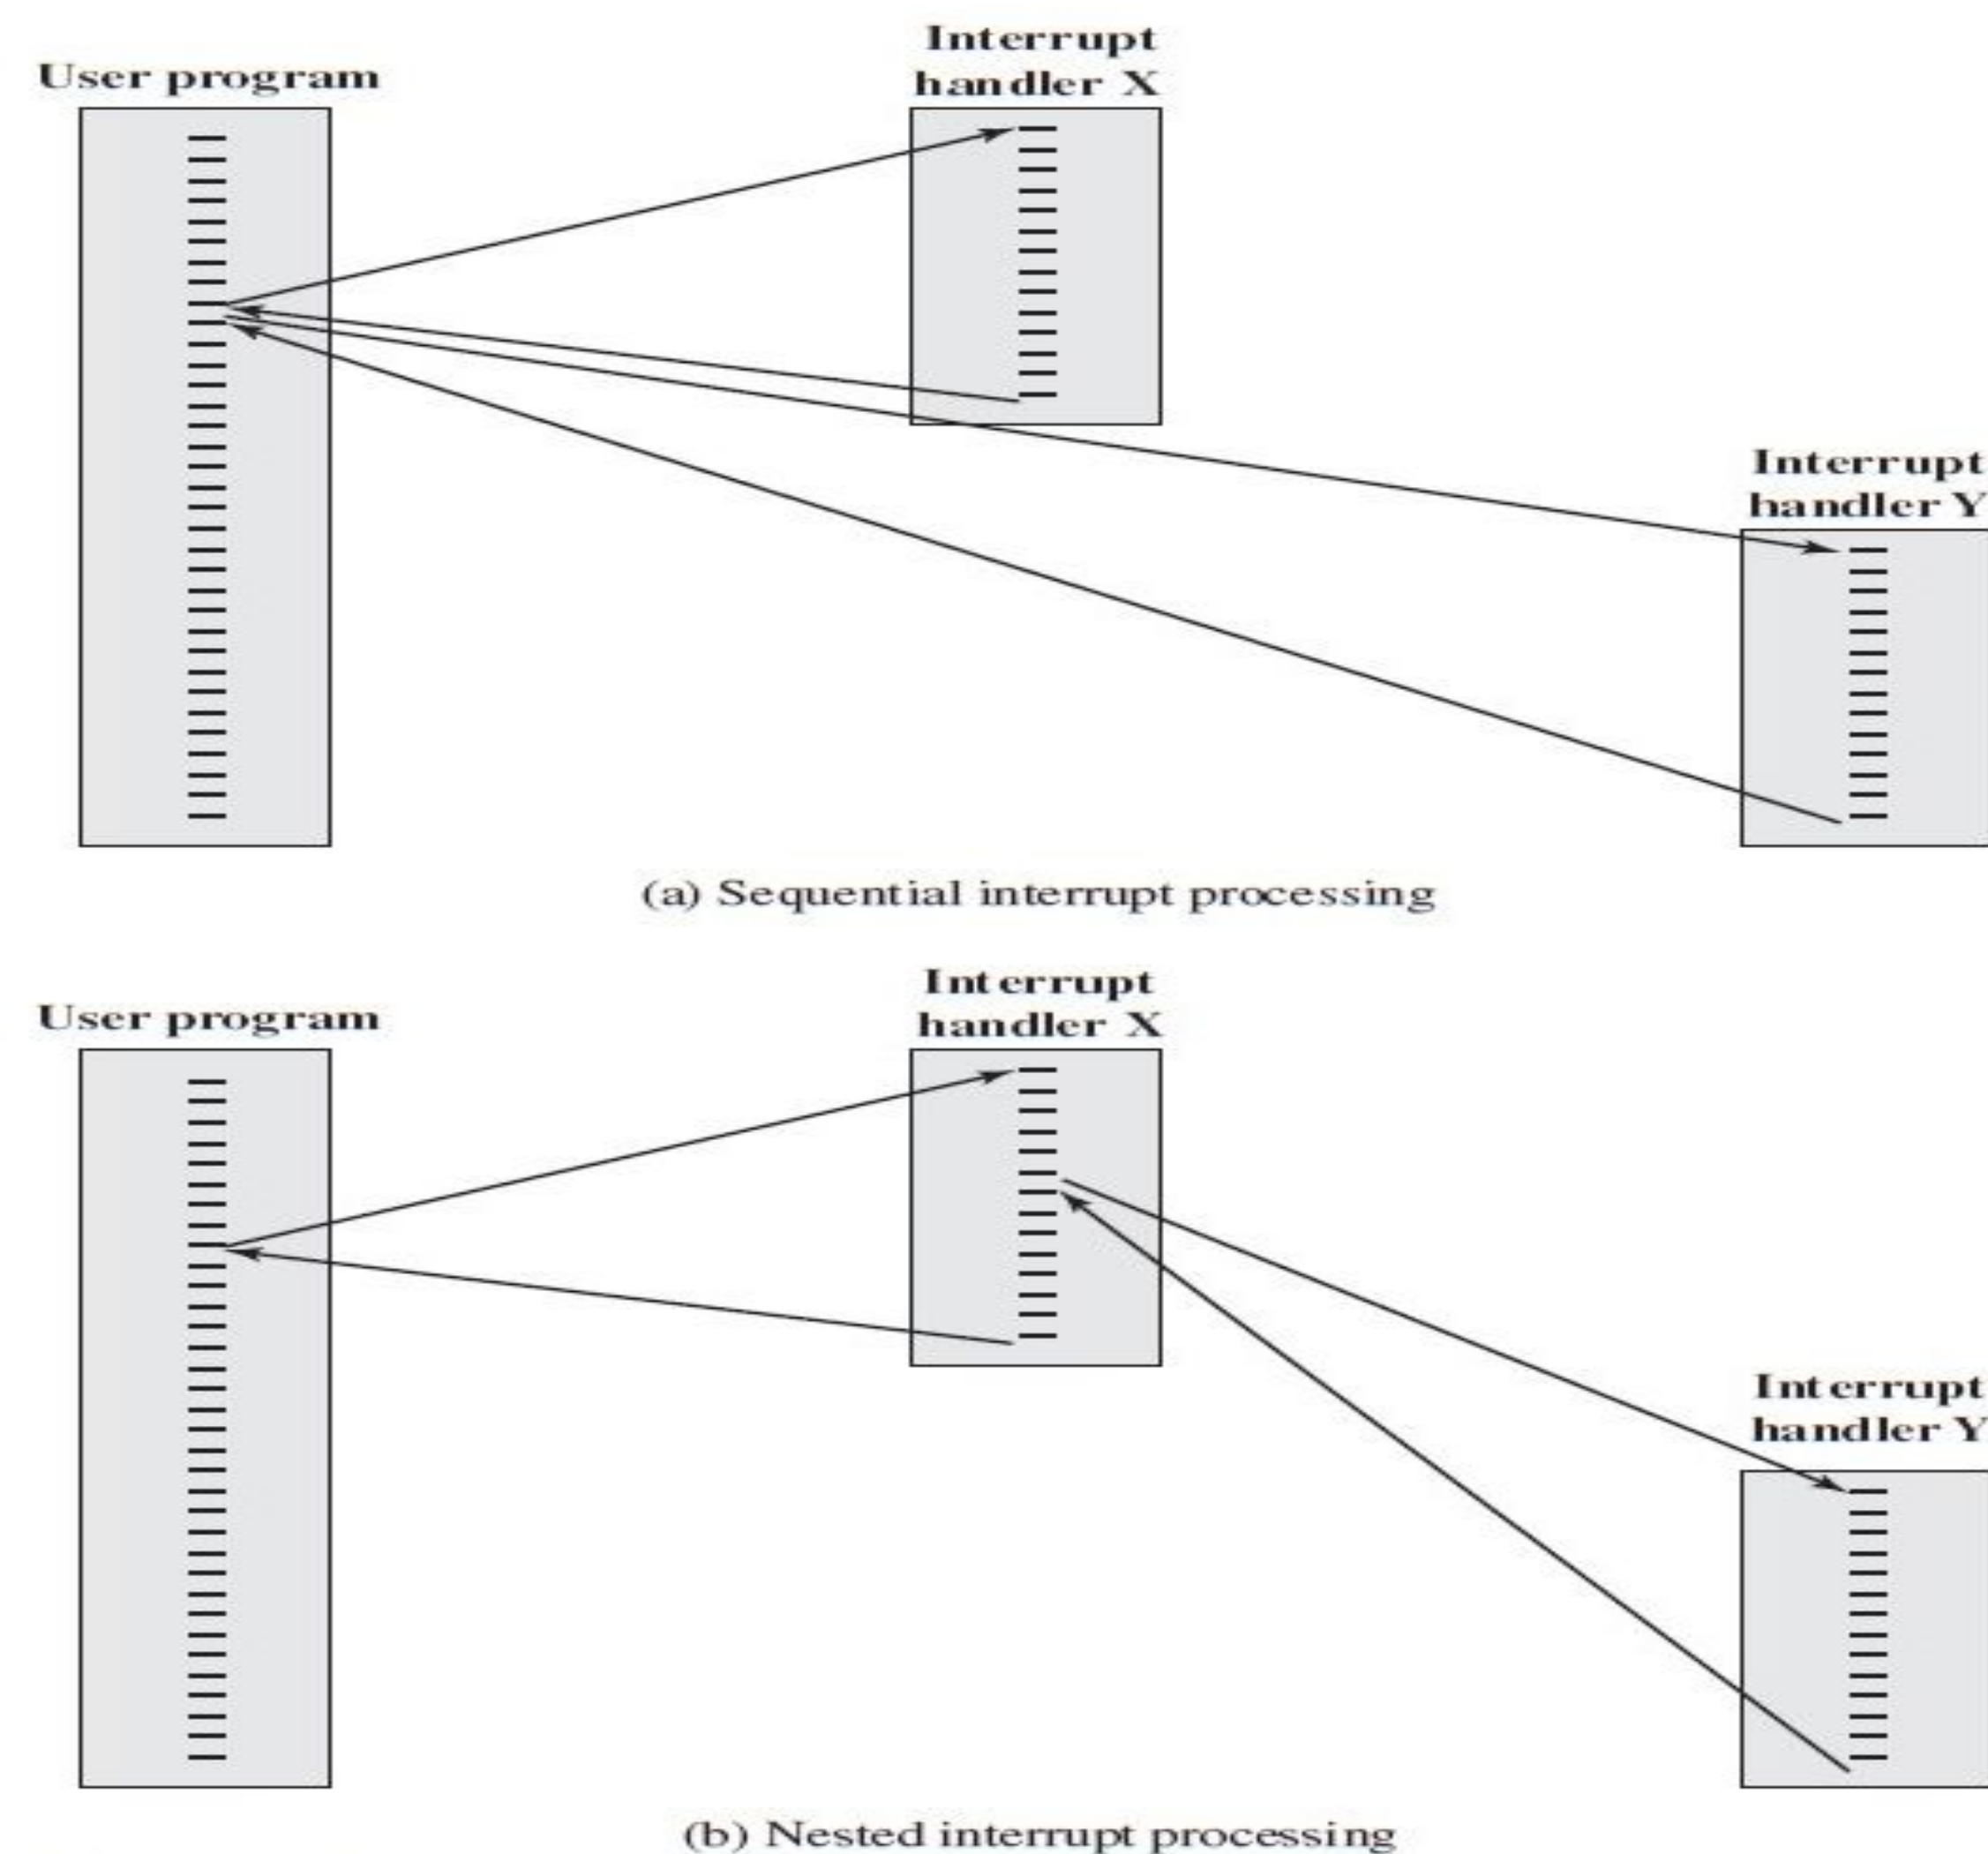 User program
Interrupt
handler X
Interrupt
handler Y
(a) Sequential interrupt processing
User program
Interrupt
handler X
Interrupt
handler Y
(b) Nested interrupt processing